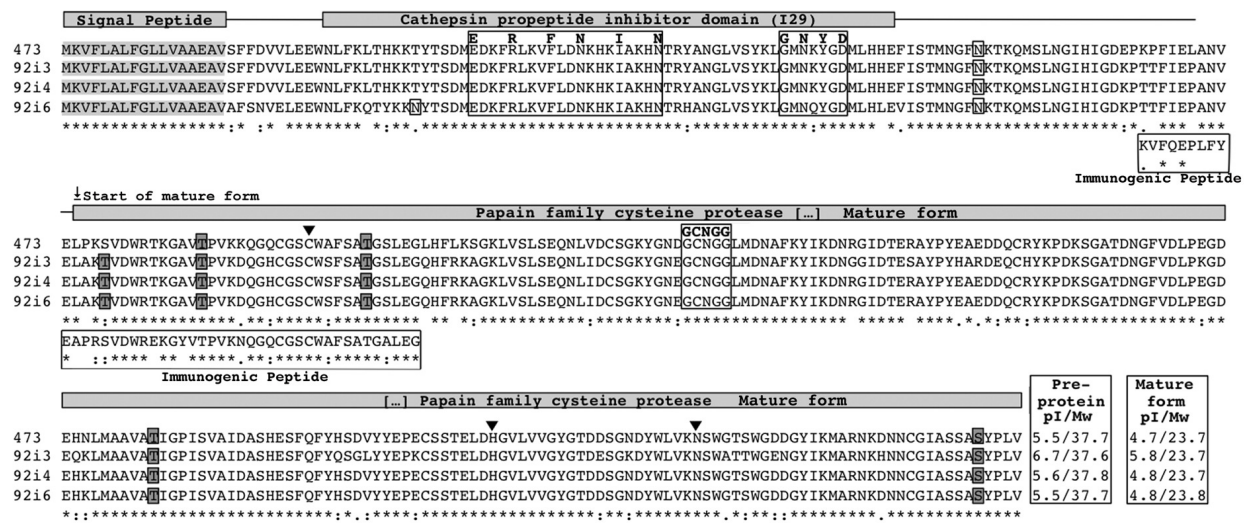 Signal Peptide Cathepsin propeptide inhibitor domain (I29)
E R F N I N G N Y D
473 MKVFLALFGLLVAAEAVSFFDVVLEEWNLFKLTHKKTYTSDMEDKFRLKVFLDNKHKIAKHNTRYANGLVSYKLGMNKYGDMLHHEFISTMNGFNKTKQMSLNGIHIGDEPKPFIELANV
92i3 MKVFLALFGLLVAAEAVSFFDVVLEEWNLFKLTHKKTYTSDMEDKFRLKVFLDNKHKIAKHNTRYANGLVSYKLGMNKYGDMLHHEFISTMNGFNKTKQMSLNGIHIGDKPTTFIEPANV
92i4 MKVFLALFGLLVAAEAVSFFDVVLEEWNLFKLTHKKTYTSDMEDKFRLKVFLDNKHKIAKHNTRYANGLVSYKLGMNKYGDMLHHEFISTMNGFNKTKQMSLNGIHIGDKPTTFIEPANV
92i6 MKVFLALFGLLVAAEAVAFSNVELEEWNLFKQTYKKNYTSDMEDKFRLKVFLDNKHKIAKHNTRHANGLVSYKLGMNQYGDMLHLEVISTMNGFNKTKQMSLNGIHIGDKPTTFIEPANV
KVFQEPLFY
. * *
Immunogenic Peptide
Start of mature form
Papain family cysteine protease […] Mature form
GCNGG
473 ELPKSVDWRTKGAVTPVKKQGQCGSCWAFSATGSLEGLHFLKSGKLVSLSEQNLVDCSGKYGNDGCNGGLMDNAFKYIKDNRGIDTERAYPYEAEDDQCRYKPDKSGATDNGFVDLPEGD
92i3 ELAKTVDWRTKGAVTPVKDQGQCGSCWSFSATGSLEGQHFRKAGKLVSLSEQNLIDCSGKYGNEGCNGGLMDNAFKYIKDNRGIDTERAYPYHARDEQCRYKPDKSGATDNGFVDLPEGD
92i4 ELAKTVDWRTKGAVTPVKDQGQCGSCWSFSATGSLEGQHFRKAGKLVSLSEQNLIDCSGKYGNEGCNGGLMDNAFKYIKDNRGIDTERAYPYEAEDDQCRYKPDKSGATDNGFVDLPEGD
92i6 ELAKTVDWRTKGAVTPVKDQGQCGSCWSFSATGSLEGQHFRKAGKLVSLSEQNLIDCSGKYGNEGCNGGLMDNAFKYIKDNRGIDTERAYPYEAEDDQCRYKPDKSGATDNGFVDLPEGD
EAPRSVDWREKGYVTPVKNQGQCGSCWAFSATGALEG
Immunogenic Peptide
[…] Papain family cysteine protease Mature form Pre-protein pI/Mw Mature form pI/Mw
473 EHNLMAAVATIGPISVAIDASHESFQFYHSDVYYEPECSSTELDHGVLVVGYGTDDSGNDYWLVKNSWGTSWGDDGYIKMARNKDNNCGIASSASYPLV 5.5/37.7 4.7/23.7
92i3 EQKLMAAVATIGPISVAIDASHESFQFYQSGLYYEPECSSTELDHGVLVVGYGTDDESGKDYWLVKNSWATTWGENGYIKMARNKHNNCGIASSASYPLV 6.7/37.6 5.8/23.7
92i4 EHKLMAAVATIGPISVAIDASHESFQFYHSDVYYEPECSSTELDHGVLVVGYGTDDSGNDYWLVKNSWGTSWGDDGYIKMARNKDNNCGIASSASYPLV 5.6/37.8 4.8/23.7
92i6 EHKLMAAVATIGPISVAIDASHESFQFYHSDVYYEPECSSTELDHGVLVVGYGTDDSGNDYWLVKNSWGTSWGDDGYIKMARNKDNNCGIASSASYPLV 5.5/37.7 4.8/23.8